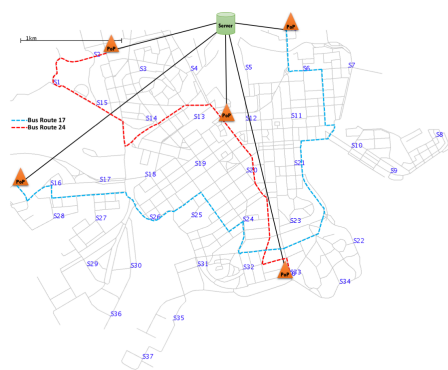 Server
PoP
PoP
PoP
PoP
PoP
1km
Bus Route 17
Bus Route 24
S1
S2
S3
S4
S5
S6
S7
S8
S9
S10
S11
S12
S13
S14
S15
S16
S17
S18
S19
S20
S21
S22
S23
S24
S25
S26
S27
S28
S29
S30
S31
S32
S33
S34
S35
S36
S37